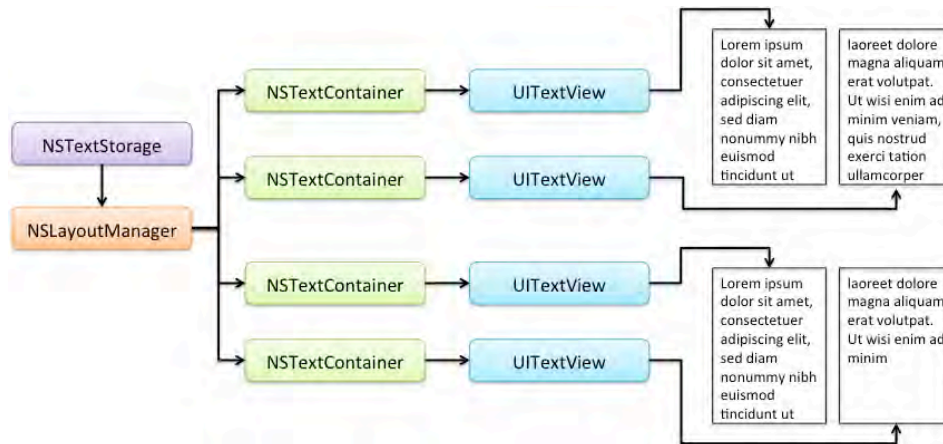 NSTextStorage
NSLayoutManager
NSTextContainer
UITextView
NSTextContainer
UITextView
NSTextContainer
UITextView
NSTextContainer
UITextView
Lorem ipsum
dolor sit amet,
consectetuer
adipiscing elit,
sed diam
nonummy nibh
euismod
tincidunt ut
laoreet dolore
magna aliquam
erat volutpat.
Ut wisi enim ad
minim veniam,
quis nostrud
exerci tation
ullamcorper
Lorem ipsum
dolor sit amet,
consectetuer
adipiscing elit,
sed diam
nonummy nibh
euismod
tincidunt ut
laoreet dolore
magna aliquam
erat volutpat.
Ut wisi enim ad
minim